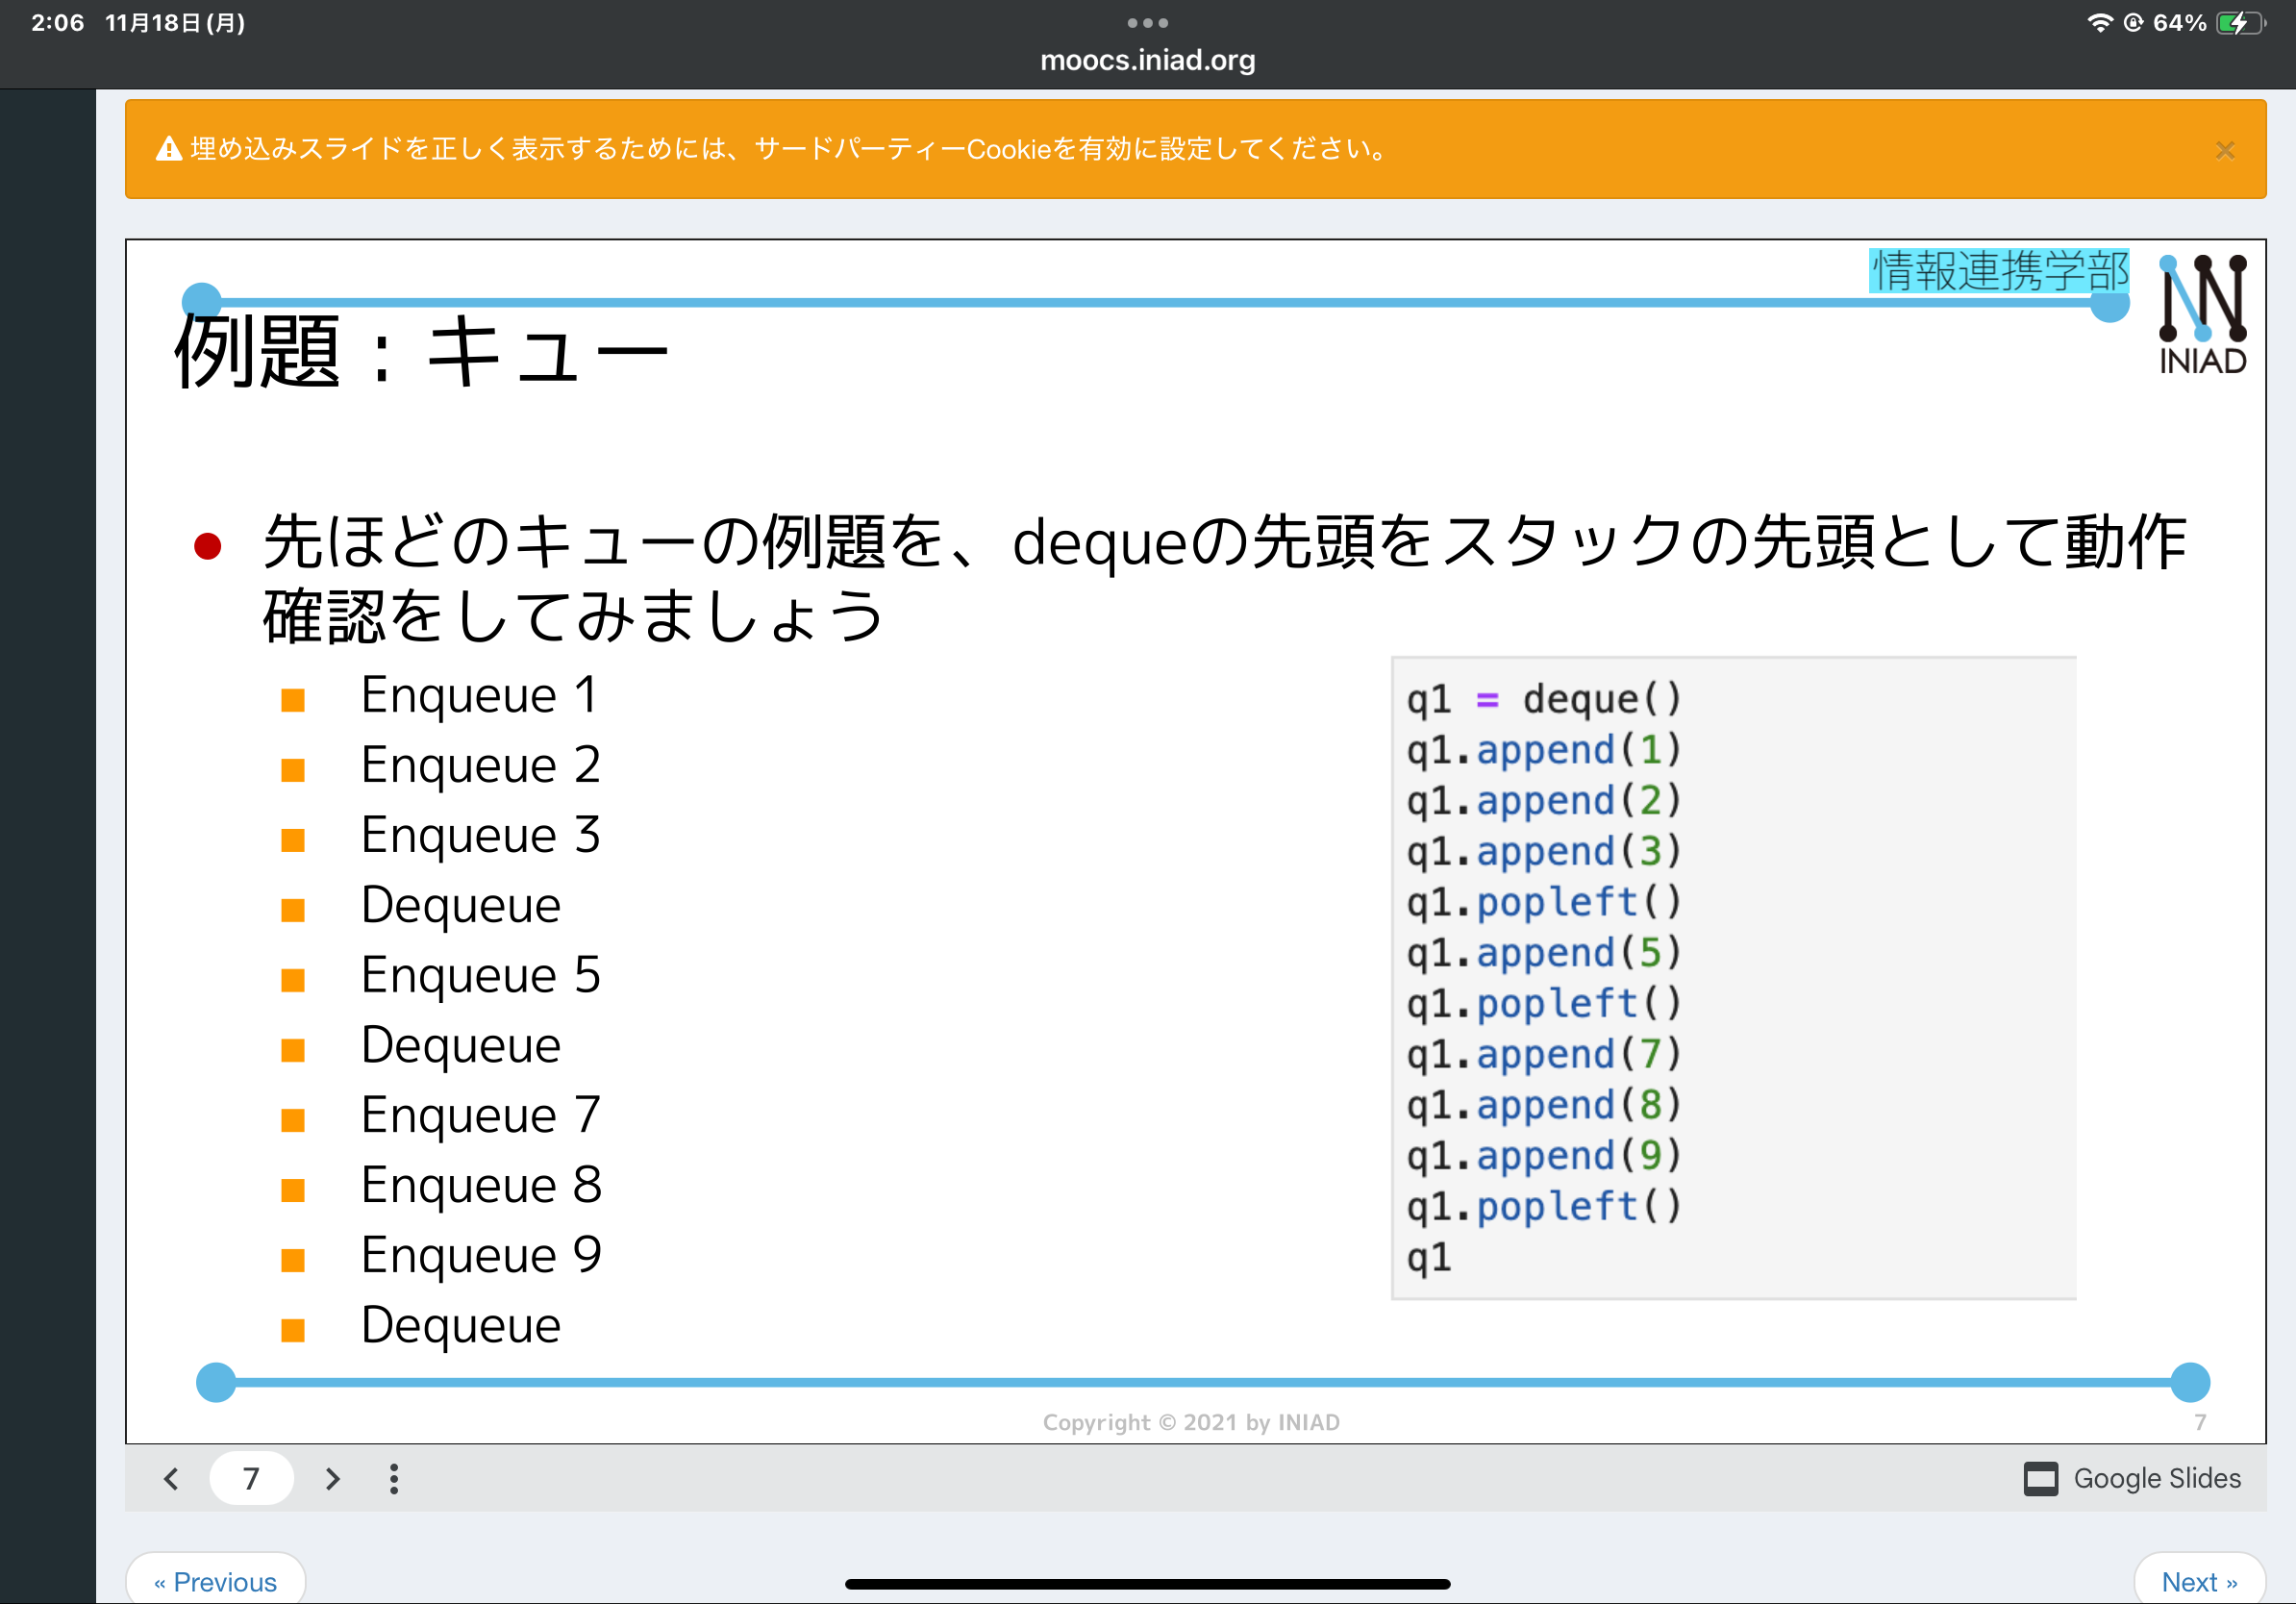 2:06 11月18日(月)
64%
moocs.iniad.org
埋め込みスライドを正しく表示するためには、サードパーティーCookieを有効に設定してください。
×
情報連携学部
INIAD
例題：キュー
先ほどのキューの例題を、dequeの先頭をスタックの先頭として動作
確認をしてみましょう
Enqueue 1
Enqueue 2
Enqueue 3
Dequeue
Enqueue 5
Dequeue
Enqueue 7
Enqueue 8
Enqueue 9
Dequeue
q1 = deque()
q1.append(1)
q1.append(2)
q1.append(3)
q1.popleft()
q1.append(5)
q1.popleft()
q1.append(7)
q1.append(8)
q1.append(9)
q1.popleft()
q1
Copyright © 2021 by INIAD
7
7
Google Slides
« Previous
Next »